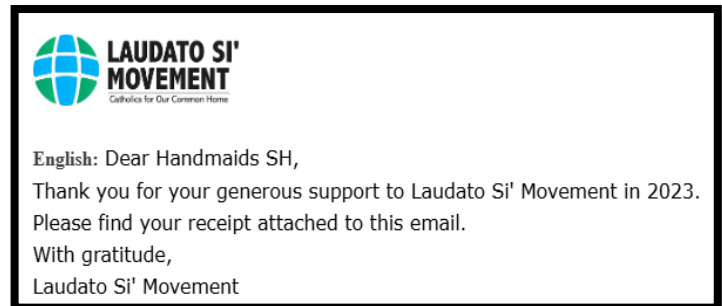 LAUDATO SI'
MOVEMENT
Catholics for Our Common Home
English: Dear Handmaids SH,
Thank you for your generous support to Laudato Si' Movement in 2023.
Please find your receipt attached to this email.
With gratitude,
Laudato Si' Movement